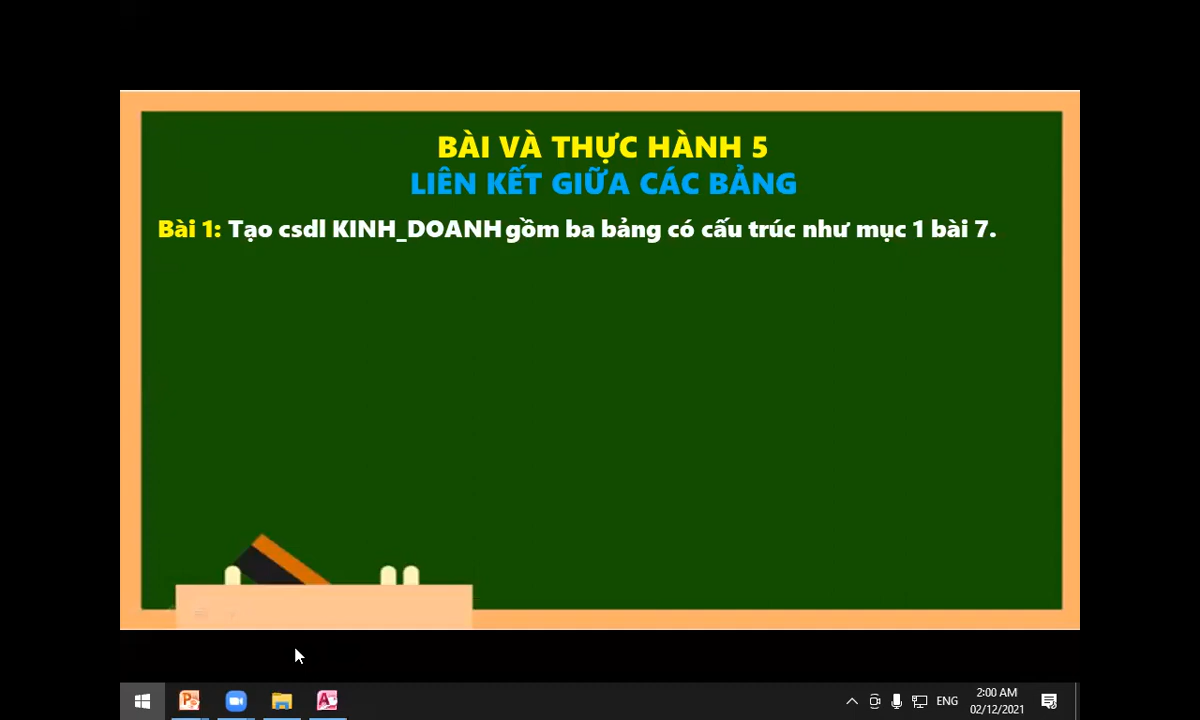 BÀI VÀ THỰC HÀNH 5
LIÊN KẾT GIỮA CÁC BẢNG
Bài 1: Tạo csdl KINH_DOANH gồm ba bảng có cấu trúc như mục 1 bài 7.
ENG
2:00 AM
02/12/2021